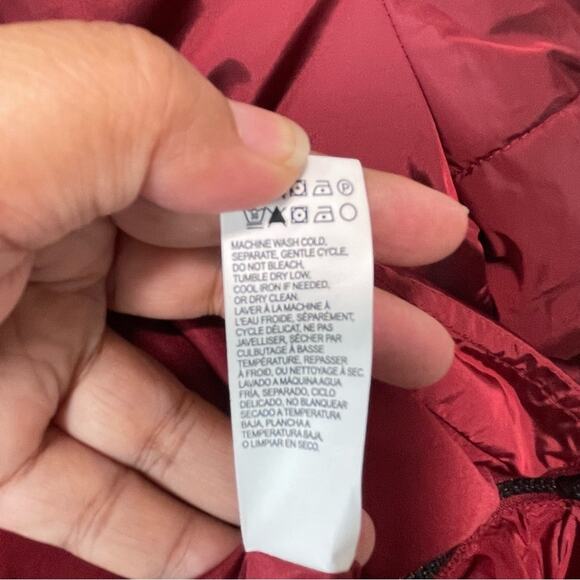 P
MACHINE WASH COLD,
SEPARATE, GENTLE CYCLE,
DO NOT BLEACH,
TUMBLE DRY LOW,
COOL IRON IF NEEDED,
OR DRY CLEAN.
LAVER À LA MACHINE À
L'EAU FROIDE, SÉPARÉMENT,
CYCLE DÉLICAT, NE PAS
JAVELLISER, SÉCHER PAR
CULBUTAGE À BASSE
TEMPÉRATURE, REPASSER
À FROID, OU NETTOYAGE À SEC.
LAVADO A MÁQUINA AGUA
FRÍA, SEPARADO, CICLO
DELICADO, NO BLANQUEAR
SECADO A TEMPERATURA
BAJA, PLANCHA A
TEMPERATURA BAJA,
O LIMPIAR EN SECO.